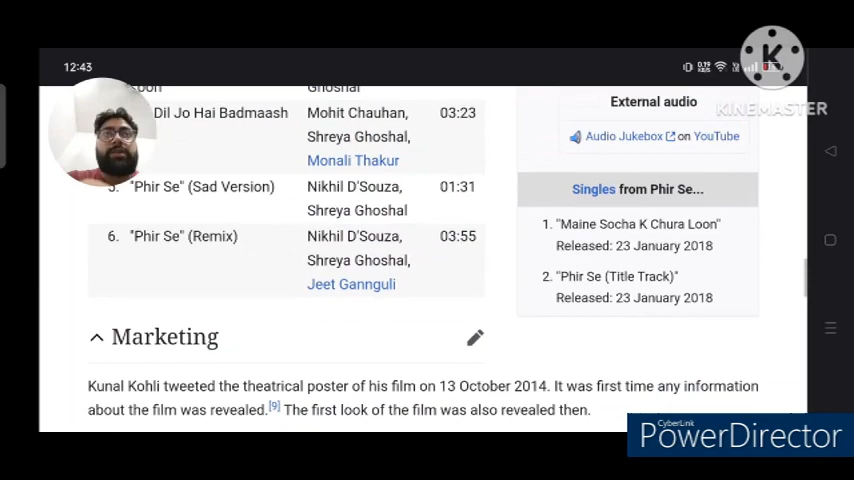 12:43
0.19
KB/S
K
KINEMASTER
soon
Ghoshal
Dil Jo Hai Badmaash
Mohit Chauhan,
Shreya Ghoshal,
Monali Thakur
03:23
"Phir Se" (Sad Version)
Nikhil D'Souza,
Shreya Ghoshal
01:31
6. "Phir Se" (Remix)
Nikhil D'Souza,
Shreya Ghoshal,
Jeet Gannguli
03:55
External audio
Audio Jukebox on YouTube
Singles from Phir Se...
1. "Maine Socha K Chura Loon"
Released: 23 January 2018
2. "Phir Se (Title Track)"
Released: 23 January 2018
Marketing
Kunal Kohli tweeted the theatrical poster of his film on 13 October 2014. It was first time any information
about the film was revealed.[9] The first look of the film was also revealed then.
CyberLink
PowerDirector